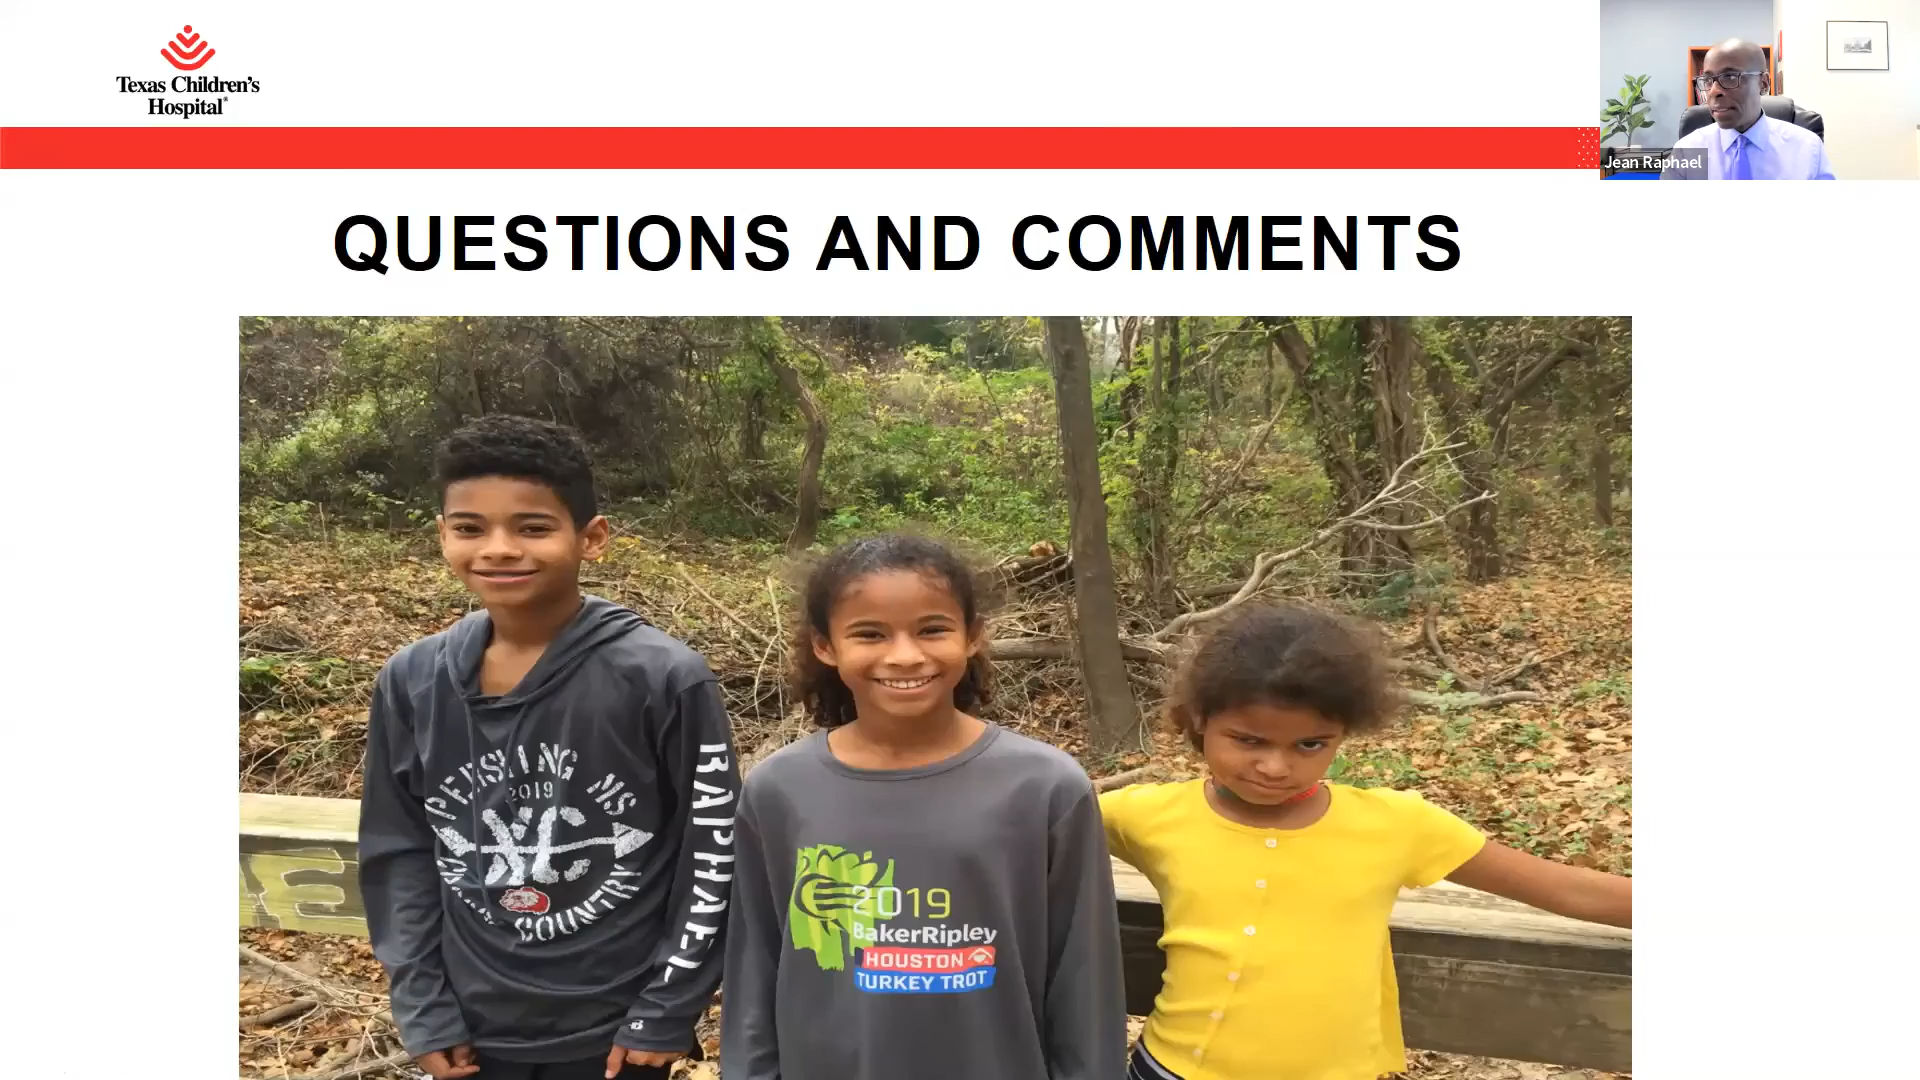 Texas Children's
Hospital
Jean Raphael
QUESTIONS AND COMMENTS
PERSHING MS
2019
XC
COUNTRY
RAPHAEL
2019
BakerRipley
HOUSTON
TURKEY TROT